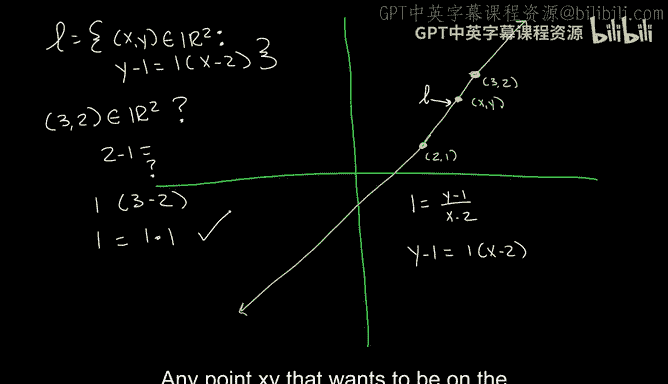 GPT中英字幕课程资源@bilibili.com
GPT中英字幕课程资源 bilibili
l = { (x,y) ∈ ℝ² :
y-1 = 1(x-2) }
(3,2) ∈ ℝ² ?
2-1 =
?
1 (3-2)
1 = 1·1 ✓
(3,2)
l → (x,y)
(2,1)
1 = y-1 / x-2
y-1 = 1(x-2)
Any point xy that wants to be on the